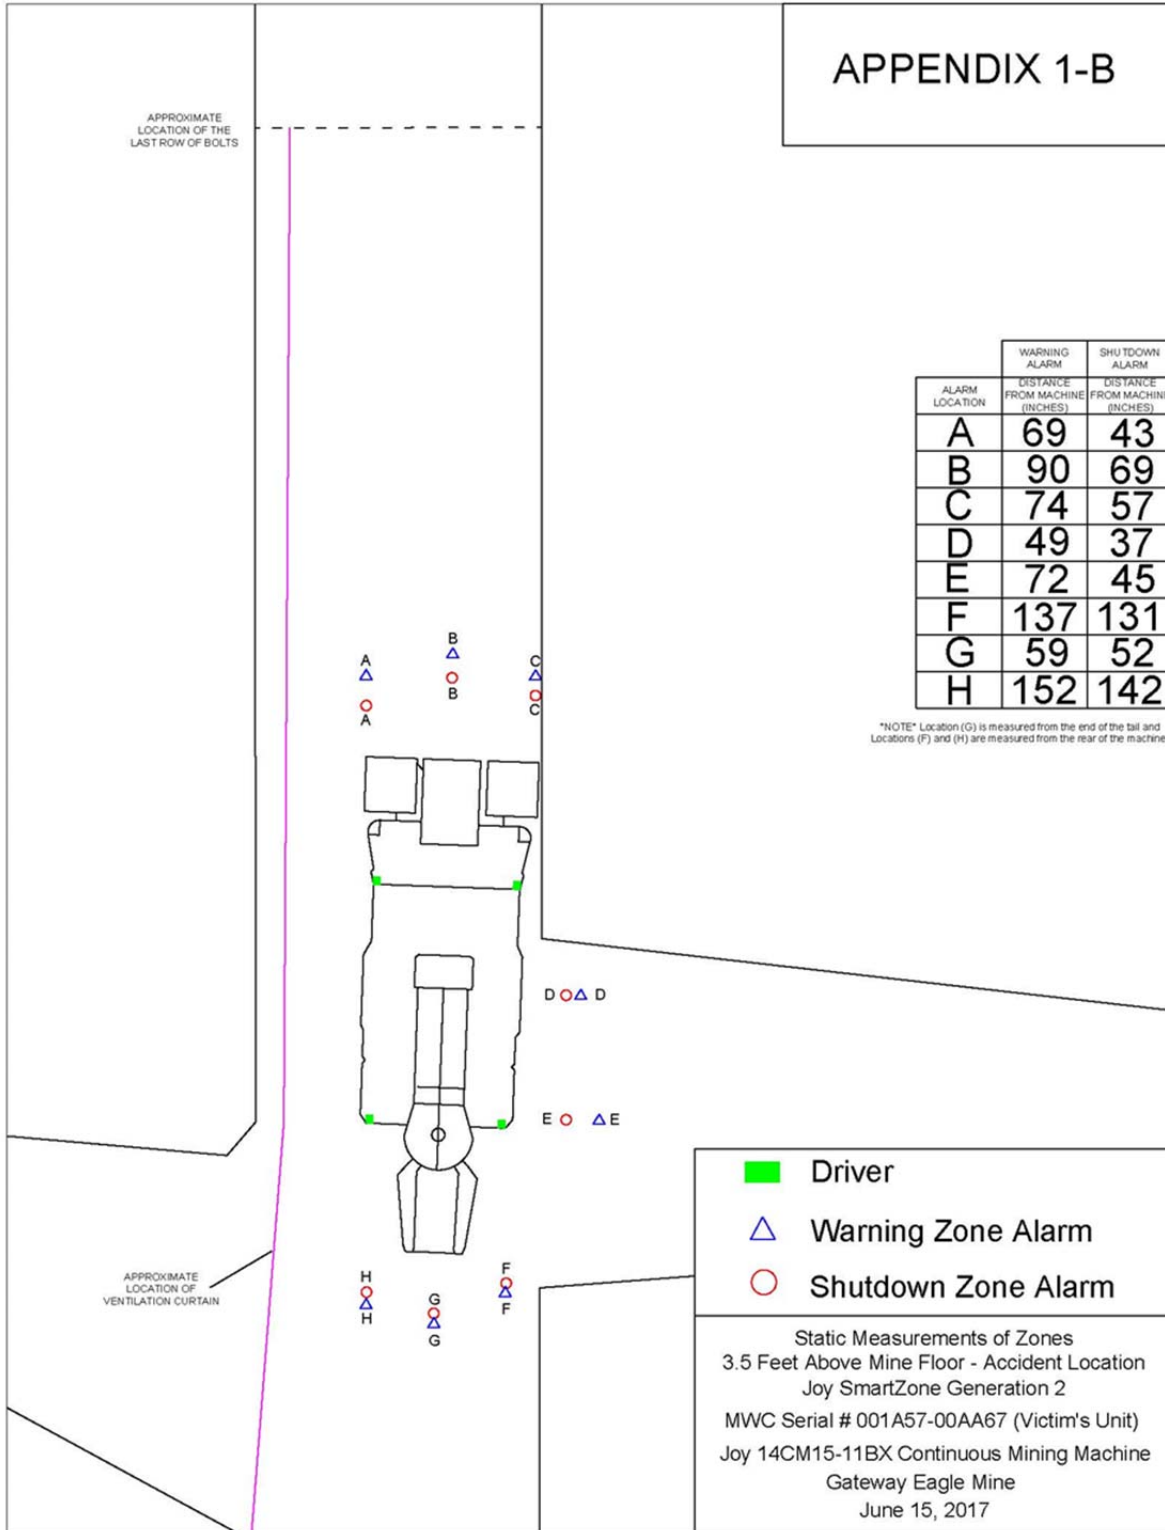 APPENDIX 1-B
APPROXIMATE
LOCATION OF THE
LAST ROW OF BOLTS
WARNING ALARM SHUTDOWN ALARM
ALARM LOCATION DISTANCE FROM MACHINE (INCHES) DISTANCE FROM MACHINE (INCHES)
A 69 43
B 90 69
C 74 57
D 49 37
E 72 45
F 137 131
G 59 52
H 152 142
*NOTE* Location (G) is measured from the end of the tail and
Locations (F) and (H) are measured from the rear of the machine
B
A C
B
C
A
D D
E E
F
H
G
F
H
G
APPROXIMATE
LOCATION OF
VENTILATION CURTAIN
Driver
Warning Zone Alarm
Shutdown Zone Alarm
Static Measurements of Zones
3.5 Feet Above Mine Floor - Accident Location
Joy SmartZone Generation 2
MWC Serial # 001A57-00AA67 (Victim's Unit)
Joy 14CM15-11BX Continuous Mining Machine
Gateway Eagle Mine
June 15, 2017